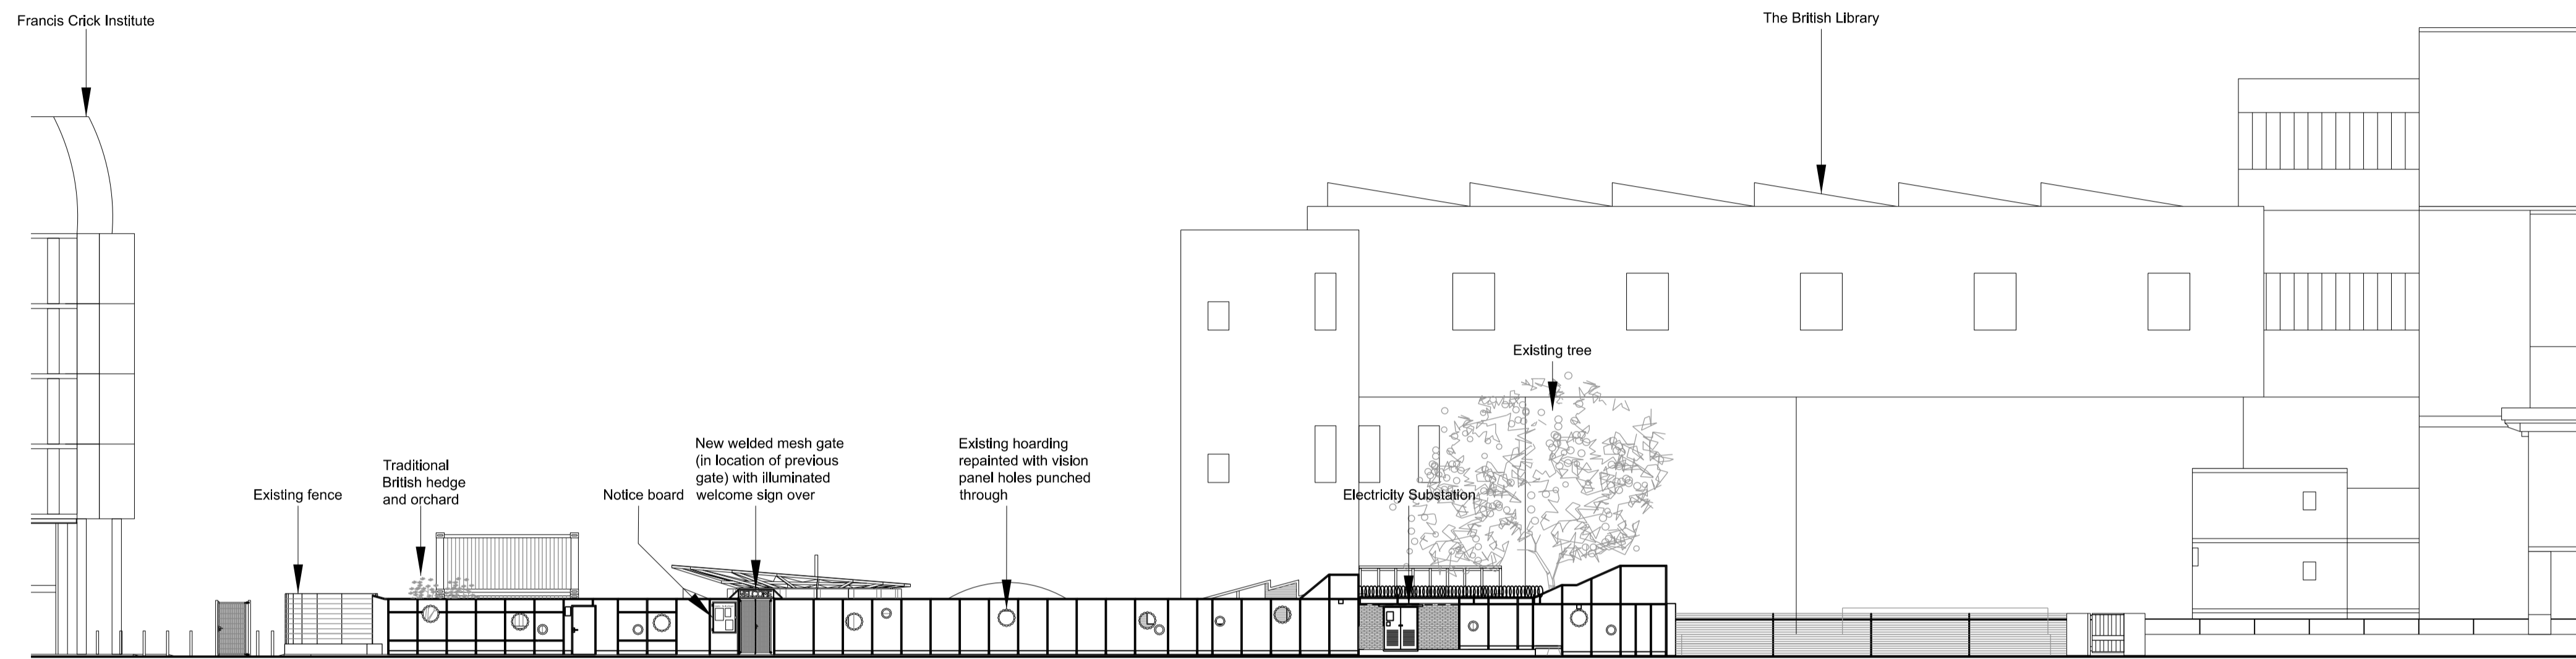 Francis Crick Institute
The British Library
Existing tree
Existing fence
Traditional
British hedge
and orchard
Notice board
New welded mesh gate
(in location of previous
gate) with illuminated
welcome sign over
Existing hoarding
repainted with vision
panel holes punched
through
Electricity Substation